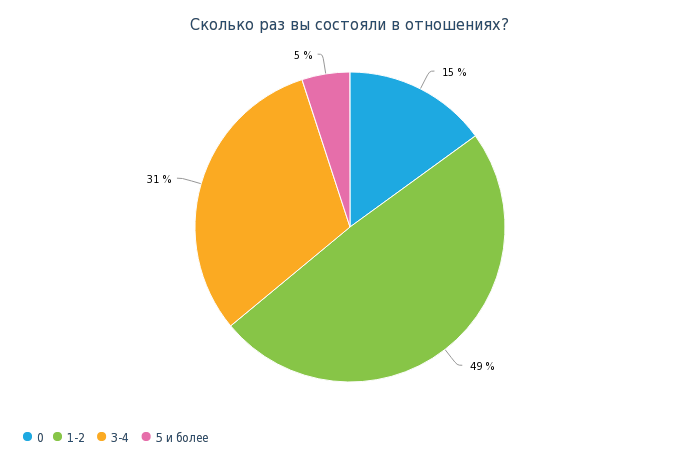 Сколько раз вы состояли в отношениях?
5 %
15 %
31 %
49 %
0 1-2 3-4 5 и более